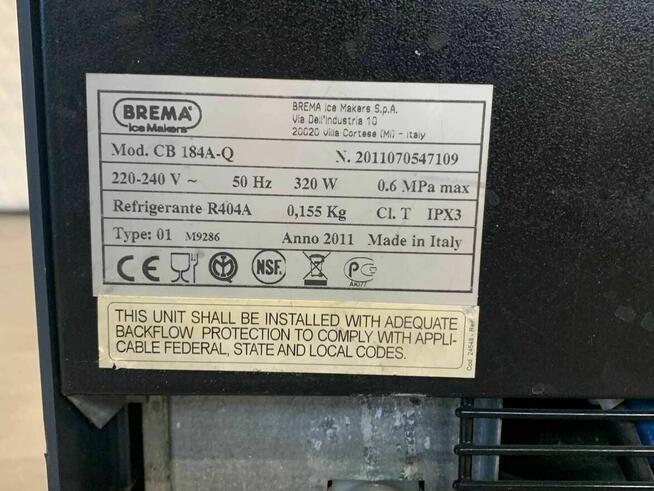 BREMA
Ice Makers
BREMA Ice Makers S.p.A.
Via Dell'Industria 10
20020 Villa Cortese (MI) - Italy
Mod. CB 184A-Q N. 2011070547109
220-240 V ~ 50 Hz 320 W 0.6 MPa max
Refrigerante R404A 0,155 Kg Cl. T IPX3
Type: 01 M9286 Anno 2011 Made in Italy
CE NSF.
THIS UNIT SHALL BE INSTALLED WITH ADEQUATE
BACKFLOW PROTECTION TO COMPLY WITH APPLI-
CABLE FEDERAL, STATE AND LOCAL CODES.